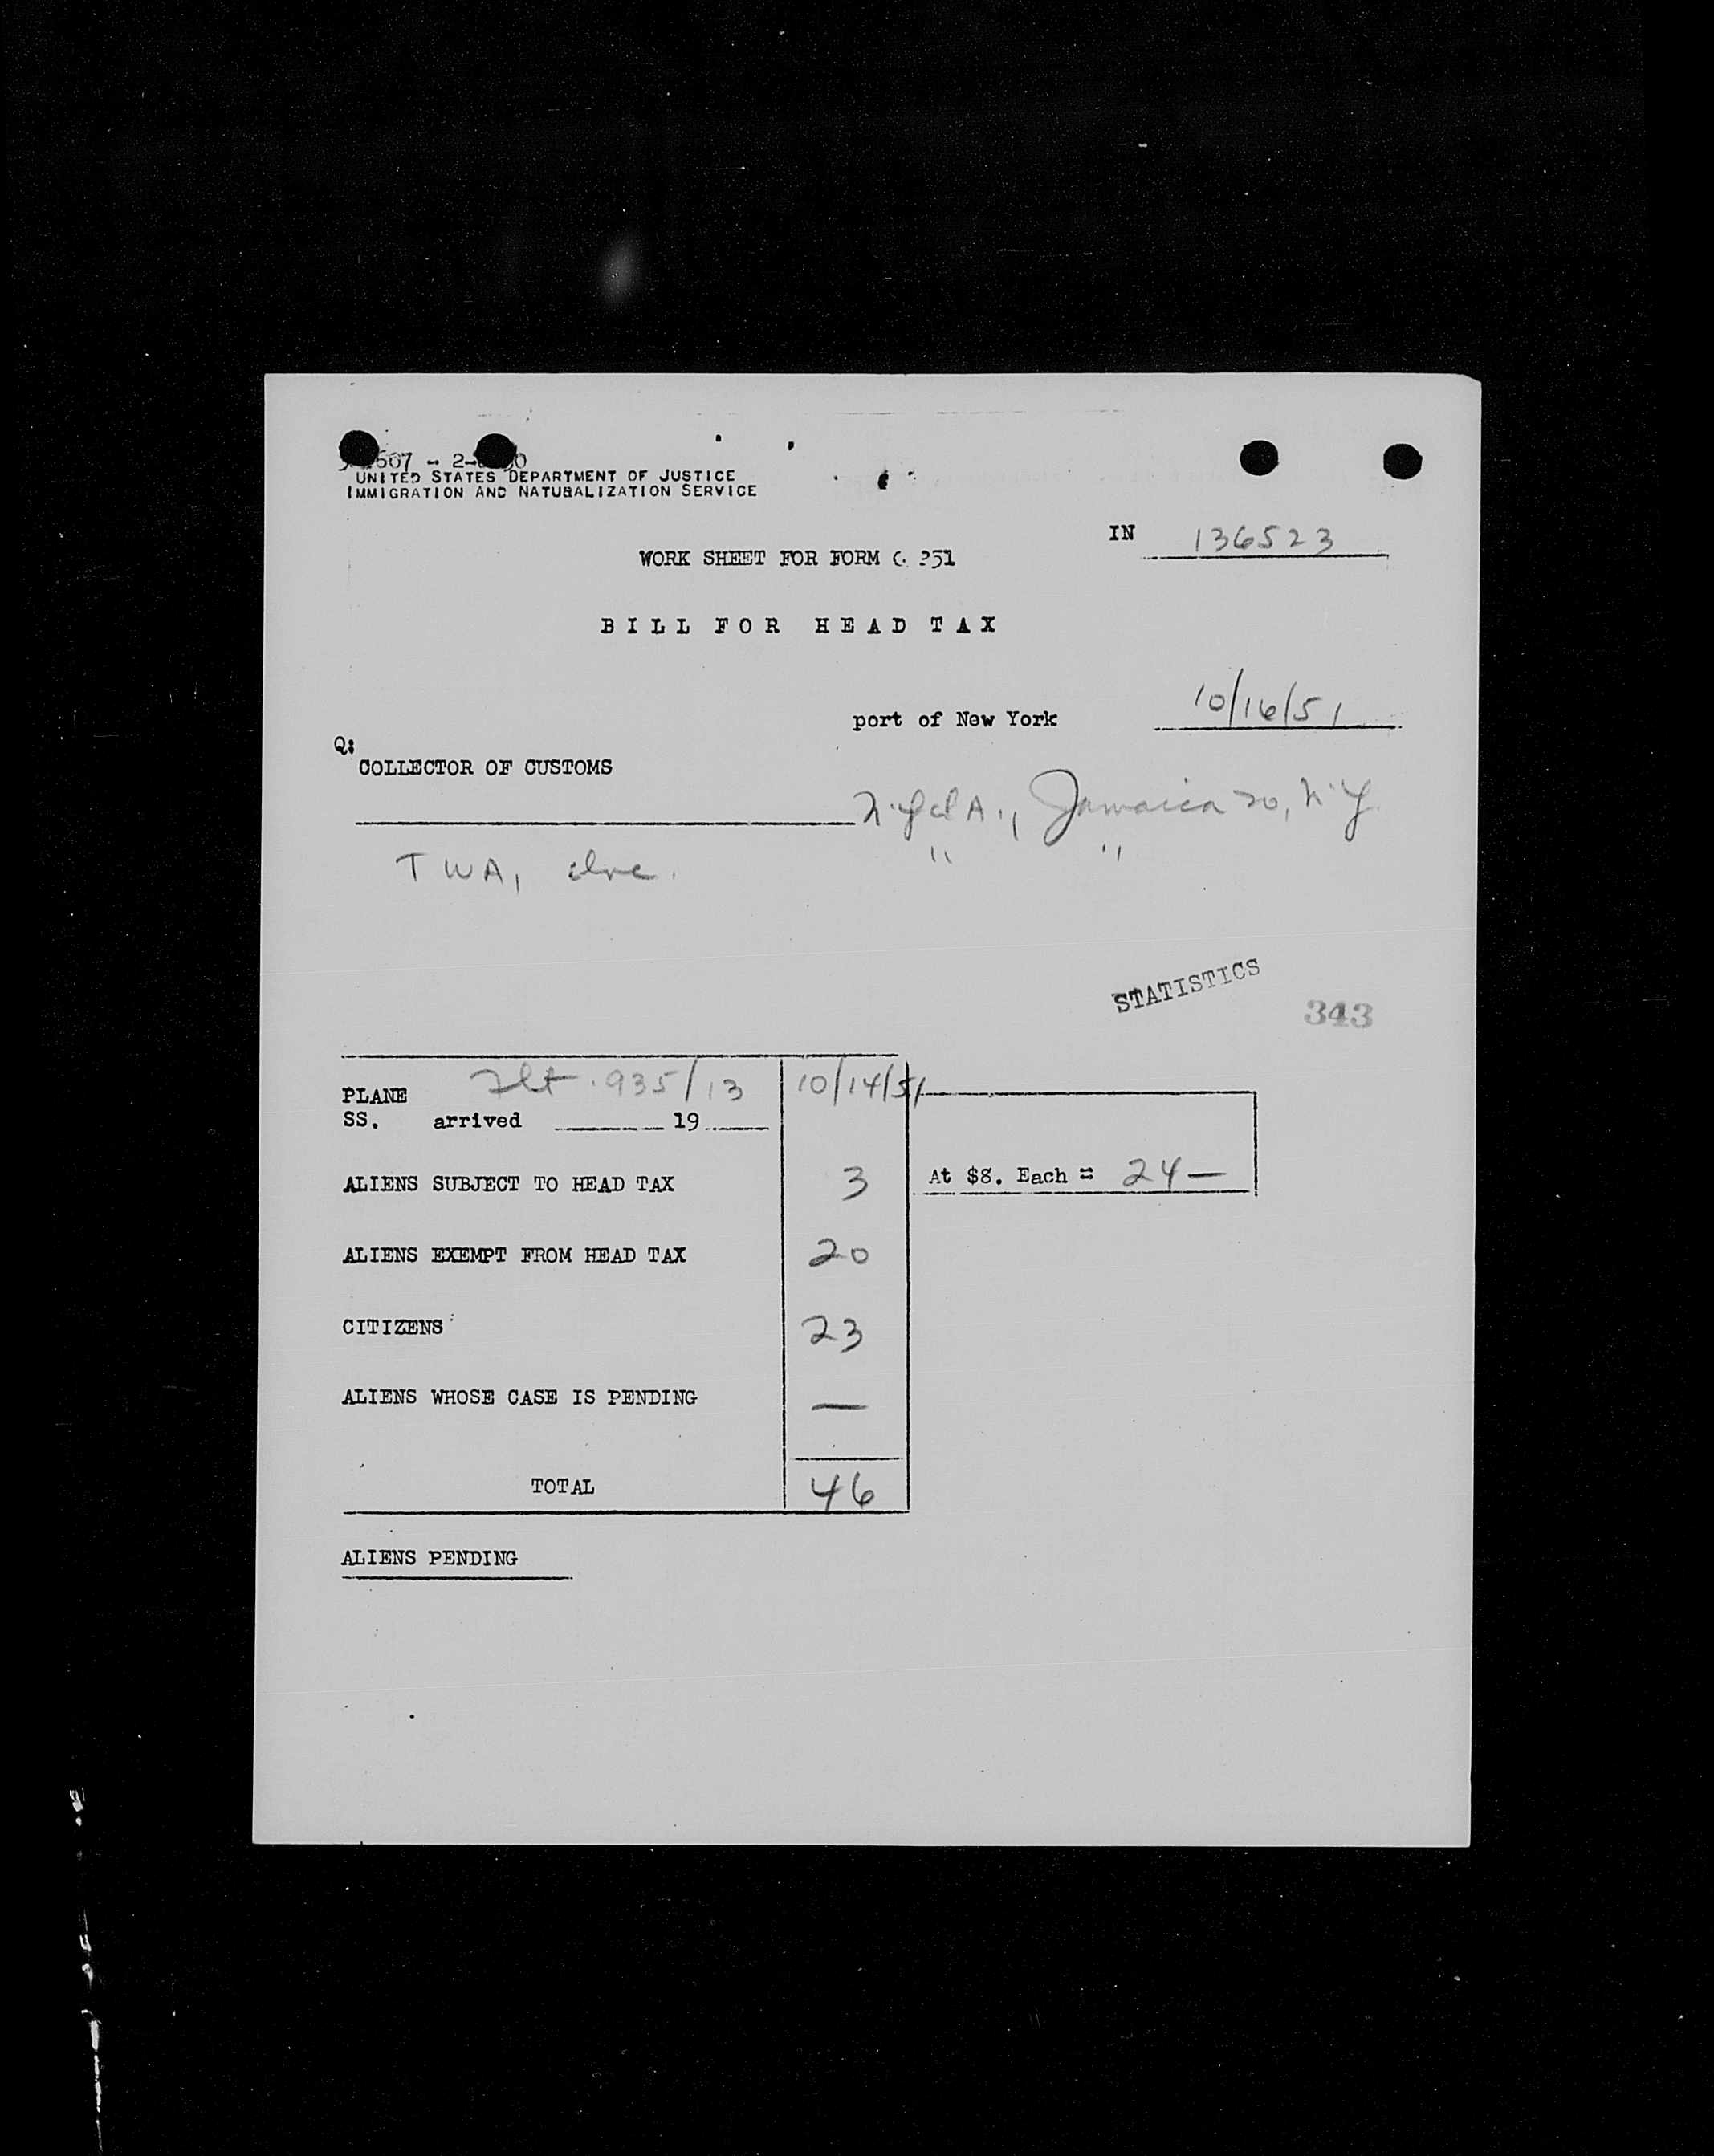 UNITED STATES DEPARTMENT OF JUSTICE
IMMIGRATION AND NATURALIZATION SERVICE
IN 136523
WORK SHEET FOR FORM
BILL FOR HEAD TAX
port of New York 10/16/51
Q:
COLLECTOR OF CUSTOMS
Jamaica 20, N.Y.
TWA, Inc. " "
STATISTICS
343
PLANE Flt. 935/13 10/14/51
SS. arrived 19
ALIENS SUBJECT TO HEAD TAX 3 At $8. Each = 24—
ALIENS EXEMPT FROM HEAD TAX 20
CITIZENS 23
ALIENS WHOSE CASE IS PENDING —
TOTAL 46
ALIENS PENDING